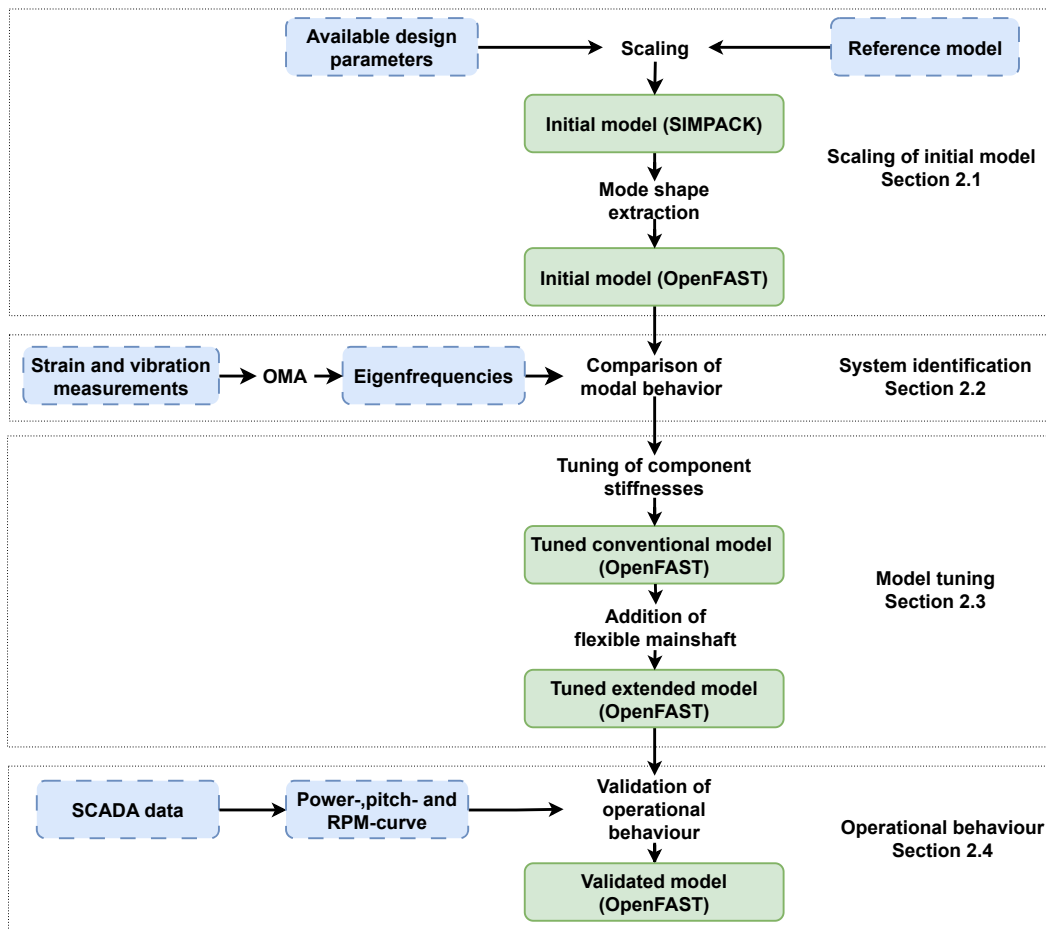 Available design
parameters
Scaling
Reference model
Initial model (SIMPACK)
Scaling of initial model
Section 2.1
Mode shape
extraction
Initial model (OpenFAST)
Strain and vibration
measurements
OMA
Eigenfrequencies
Comparison of
modal behavior
System identification
Section 2.2
Tuning of component
stiffnesses
Tuned conventional model
(OpenFAST)
Model tuning
Section 2.3
Addition of
flexible mainshaft
Tuned extended model
(OpenFAST)
SCADA data
Power-,pitch- and
RPM-curve
Validation of
operational
behaviour
Operational behaviour
Section 2.4
Validated model
(OpenFAST)